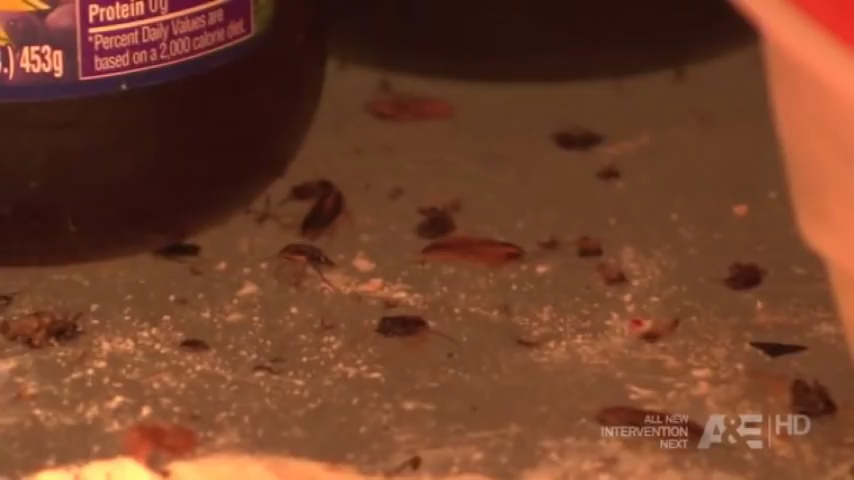 Protein 0g
*Percent Daily Values are
based on a 2,000 calorie diet.
.) 453g
ALL NEW
INTERVENTION
NEXT
A&E HD